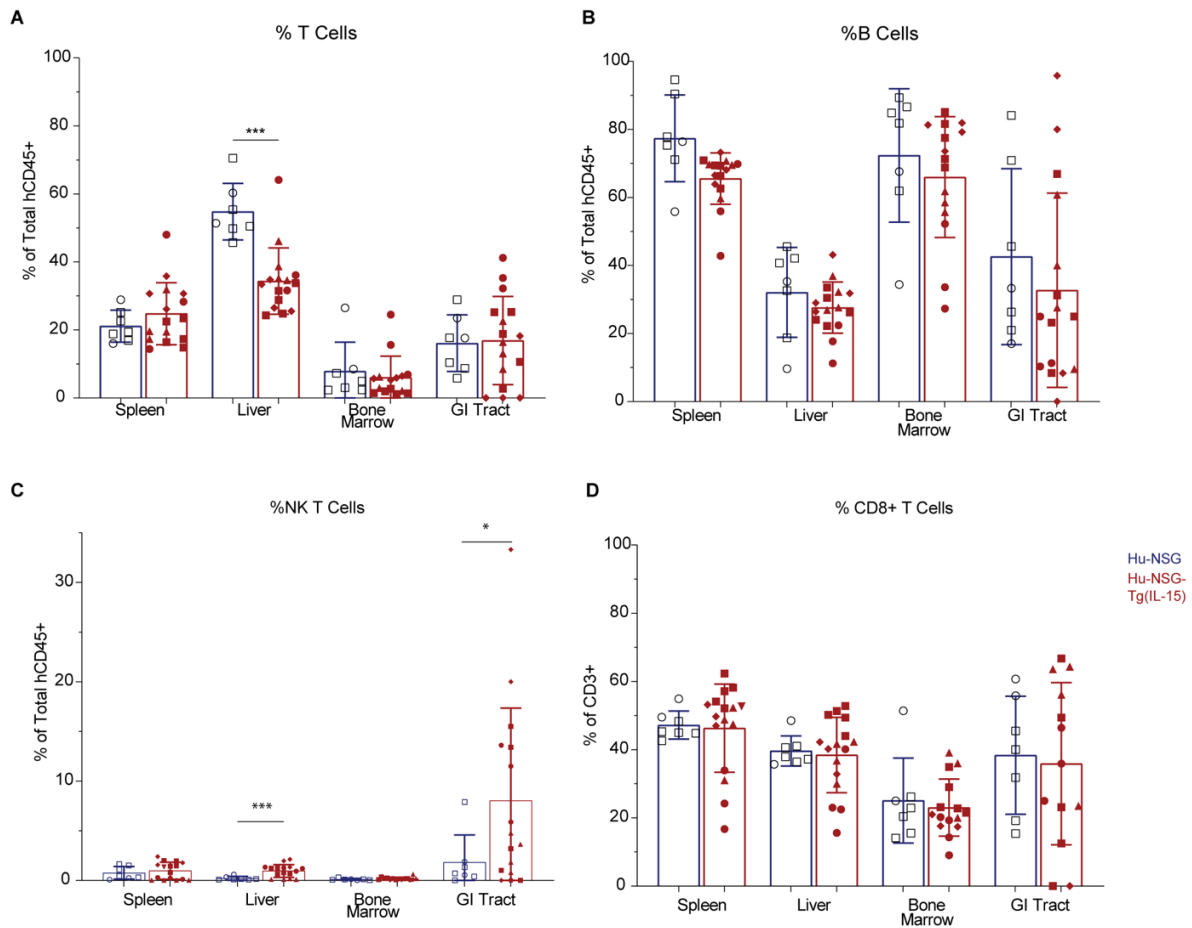 A
% T Cells
% of Total hCD45+
100
80
60
40
20
0
***
Spleen
Liver
Bone
Marrow
GI Tract
B
%B Cells
% of Total hCD45+
100
80
60
40
20
0
Spleen
Liver
Bone
Marrow
GI Tract
C
%NK T Cells
% of Total hCD45+
30
20
10
0
***
*
Spleen
Liver
Bone
Marrow
GI Tract
D
% CD8+ T Cells
% of CD3+
100
80
60
40
20
0
Spleen
Liver
Bone
Marrow
GI Tract
Hu-NSG
Hu-NSG-
Tg(IL-15)